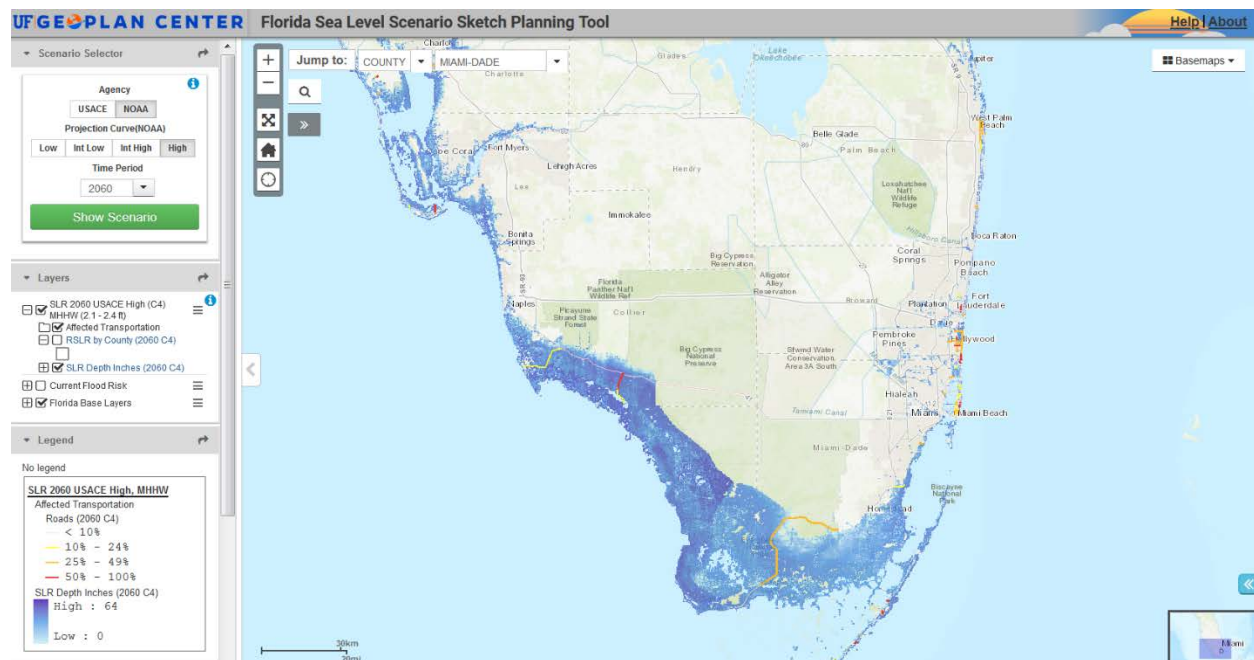 UF GEOPLAN CENTER
Florida Sea Level Scenario Sketch Planning Tool
Help | About
Scenario Selector
Agency
USACE NOAA
Projection Curve(NOAA)
Low Int Low Int High High
Time Period
2060
Show Scenario
Layers
SLR 2060 USACE High (C4)
MHHW (2.1 - 2.4 ft)
Affected Transportation
RSLR by County (2060 C4)
SLR Depth Inches (2060 C4)
Current Flood Risk
Florida Base Layers
Legend
No legend
SLR 2060 USACE High, MHHW
Affected Transportation
Roads (2060 C4)
< 10%
10% - 24%
25% - 49%
50% - 100%
SLR Depth Inches (2060 C4)
High : 64
Low : 0
Jump to: COUNTY MIAMI-DADE
Basemaps
Charlotte
Glades
Lake
Okeechobee
Jupiter
West Palm
Beach
Belle Glade
Palm Beach
Fort Myers
Lehigh Acres
Hendry
Lee
Loxahatchee
Nat'l
Wildlife
Refuge
Immokalee
Hillsboro Canal
Boca Raton
Bonita
Springs
Coral
Springs
Pompano
Beach
Big Cypress
Reservation
Alligator
Alley
Reservation
Florida
Panther Nat'l
Wildlife Ref
Broward
Plantation
Fort
Lauderdale
Naples
Picayune
Strand State
Forest
Collier
Davie
Pembroke
Pines
Hollywood
Big Cypress
National
Preserve
Water
Conservation
Area 3A South
Hialeah
Tamiami Canal
Miami
Miami Beach
Miami-Dade
Biscayne
National
Park
Homestead
30km
20mi
Miami